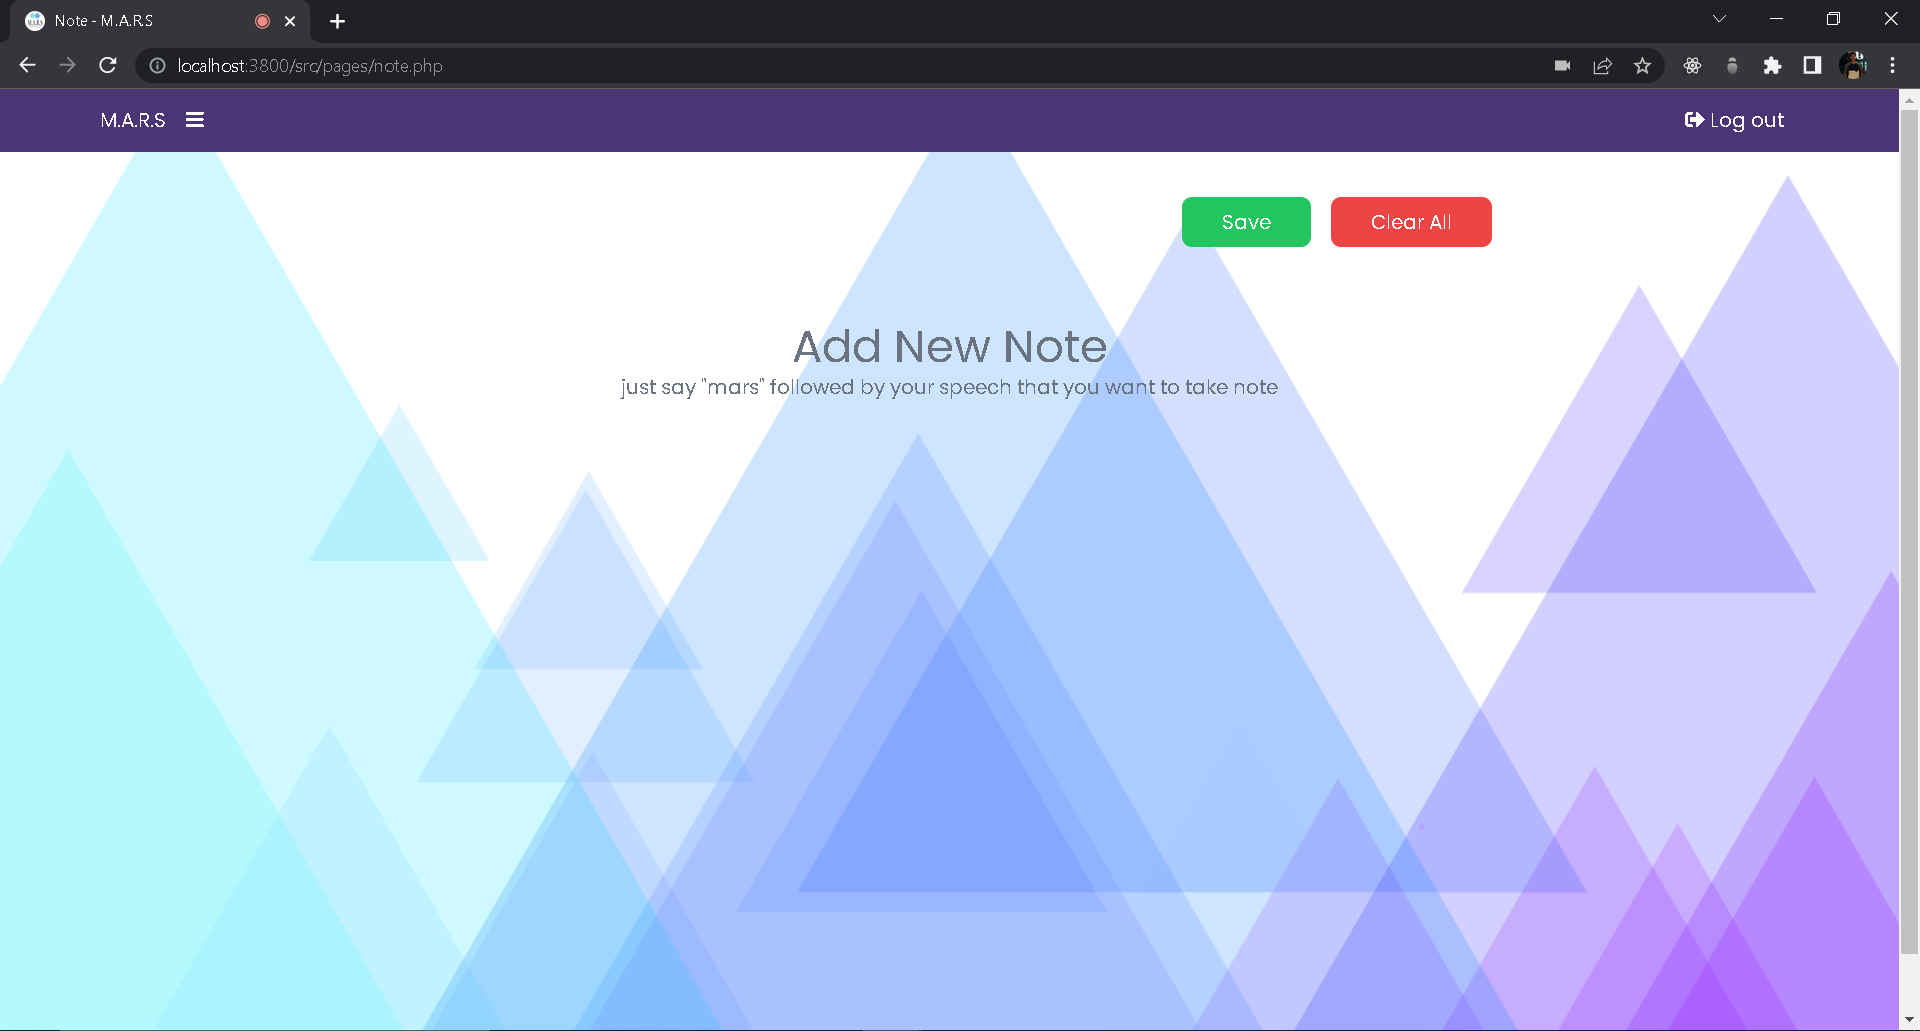 Note - M.A.R.S
localhost:3800/src/pages/note.php
M.A.R.S
Log out
Save
Clear All
Add New Note
just say "mars" followed by your speech that you want to take note